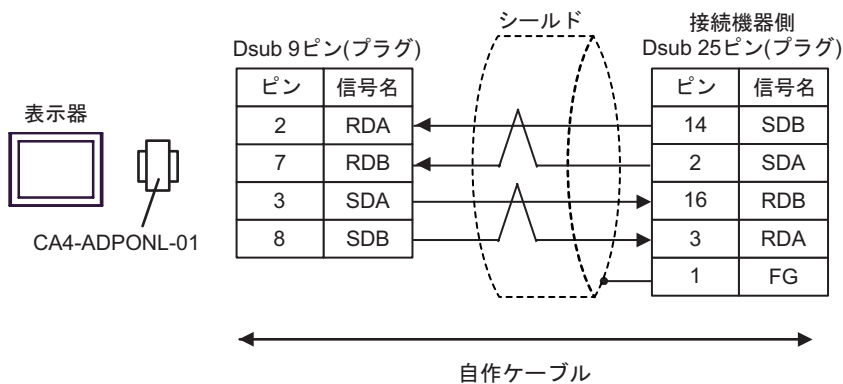 シールド
接続機器側
Dsub 9ピン(プラグ)
Dsub 25ピン(プラグ)
ピン 信号名
ピン 信号名
表示器
2 RDA
14 SDB
7 RDB
2 SDA
3 SDA
16 RDB
8 SDB
3 RDA
1 FG
CA4-ADPONL-01
自作ケーブル